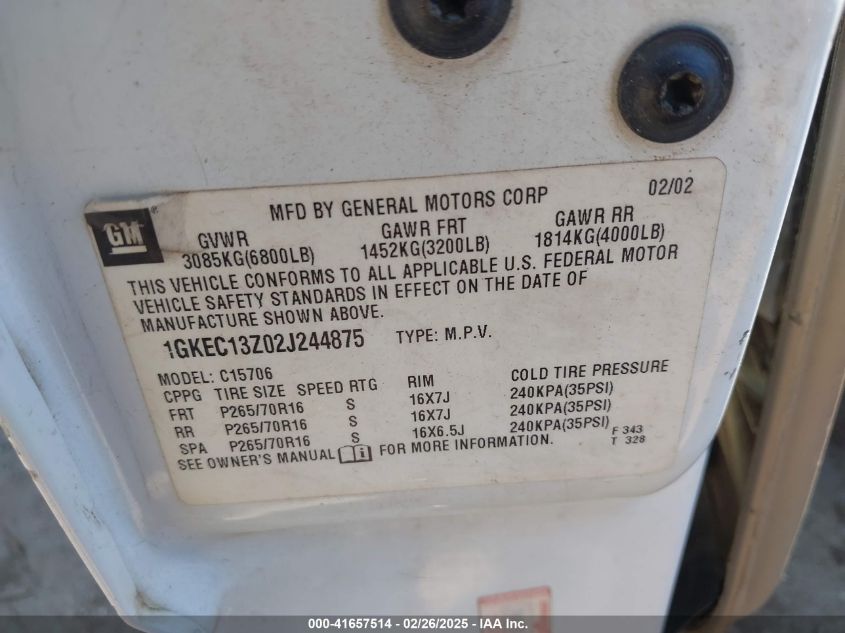 MFD BY GENERAL MOTORS CORP 02/02
GM ®
GVWR GAWR FRT GAWR RR
3085KG(6800LB) 1452KG(3200LB) 1814KG(4000LB)
THIS VEHICLE CONFORMS TO ALL APPLICABLE U.S. FEDERAL MOTOR
VEHICLE SAFETY STANDARDS IN EFFECT ON THE DATE OF
MANUFACTURE SHOWN ABOVE.
1GKEC13Z02J244875 TYPE: M.P.V.
MODEL: C15706
CPPG TIRE SIZE SPEED RTG RIM COLD TIRE PRESSURE
FRT P265/70R16 S 16X7J 240KPA(35PSI)
RR P265/70R16 S 16X7J 240KPA(35PSI)
SPA P265/70R16 S 16X6.5J 240KPA(35PSI) F 343
T 328
SEE OWNER'S MANUAL i FOR MORE INFORMATION.
000-41657514 / 02/26/2025 - IAA Inc.